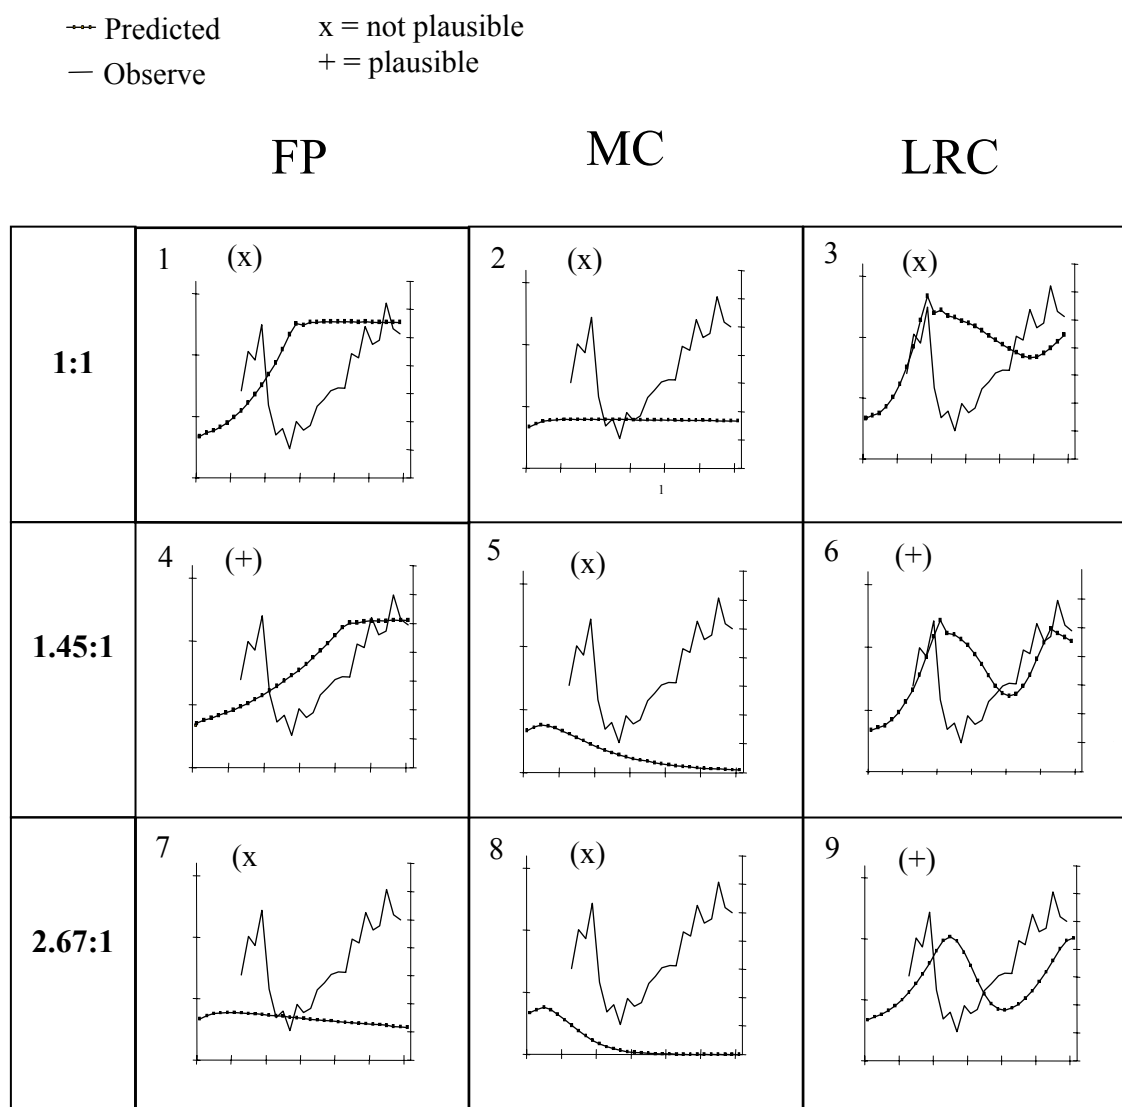 Predicted x = not plausible
Observe + = plausible
FP MC LRC
1:1 1 (x) 2 (x) 3 (x)
1
1.45:1 4 (+) 5 (x) 6 (+)
2.67:1 7 (x 8 (x) 9 (+)